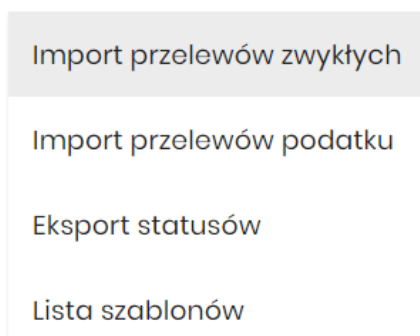 Import przelewów zwykłych
Import przelewów podatku
Eksport statusów
Lista szablonów